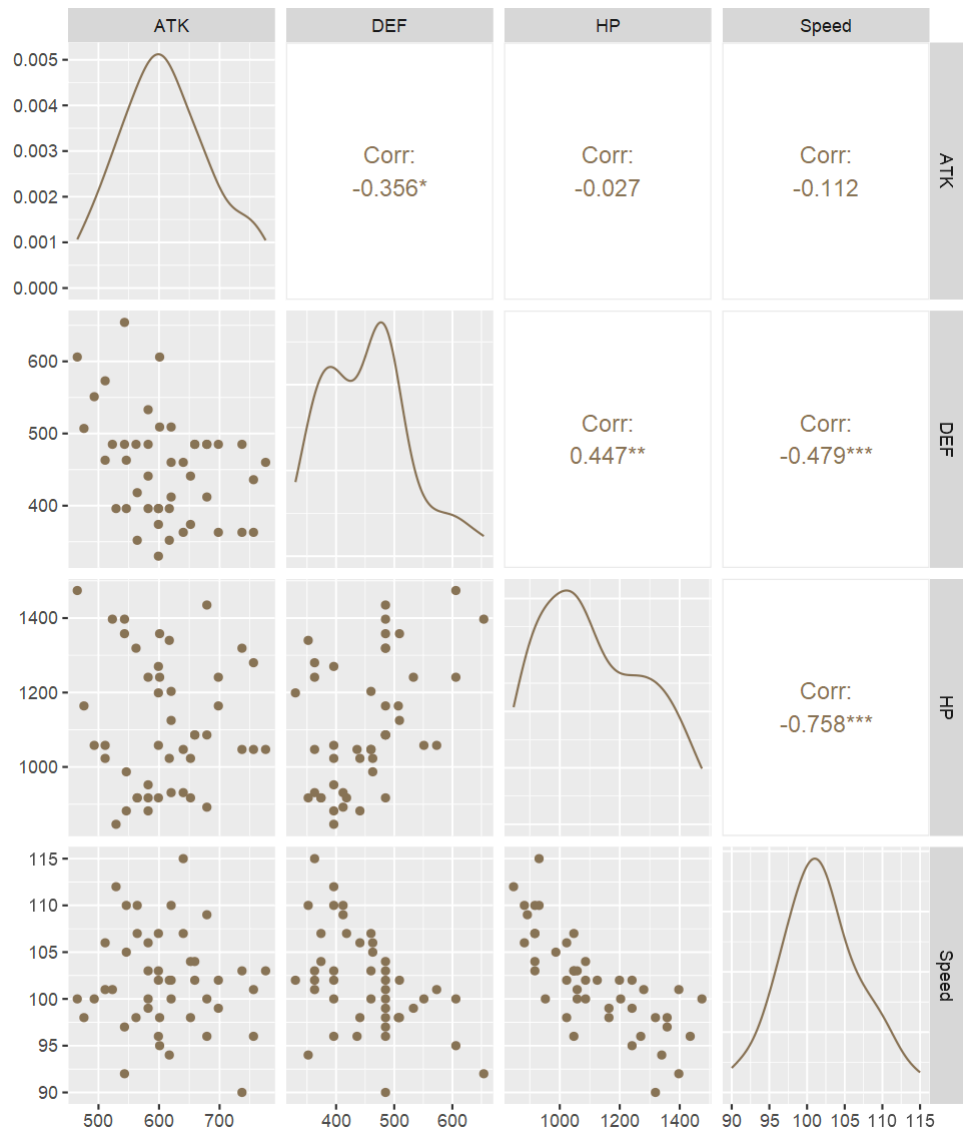 ATK DEF HP Speed
0.005
0.004
0.003
0.002
0.001
0.000
Corr:
-0.356*
Corr:
-0.027
Corr:
-0.112
ATK
600
500
400
Corr:
0.447**
Corr:
-0.479***
DEF
1400
1200
1000
Corr:
-0.758***
HP
115
110
105
100
95
90
Speed
500 600 700 400 500 600 1000 1200 1400 90 95 100 105 110 115